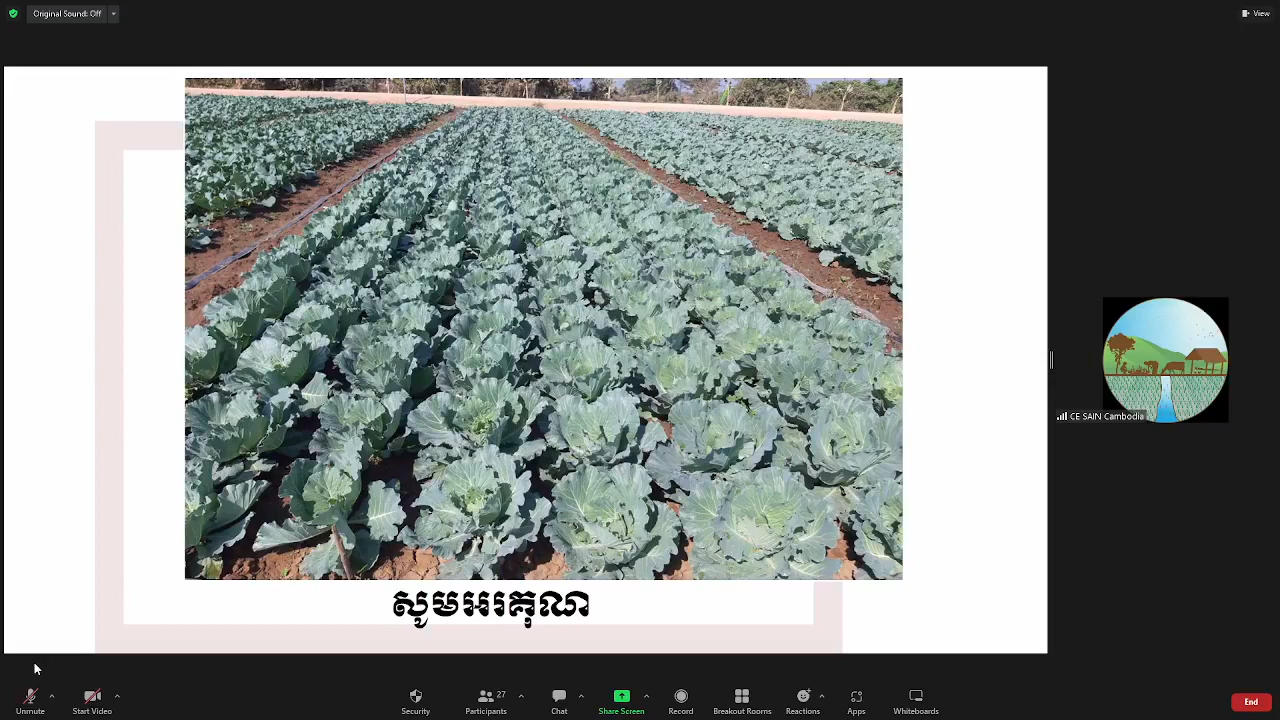 Original Sound: Off
View
CE SAIN Cambodia
សូមអរគុណ
Unmute
Start Video
Security
27
Participants
Chat
Share Screen
Record
Breakout Rooms
Reactions
Apps
Whiteboards
End